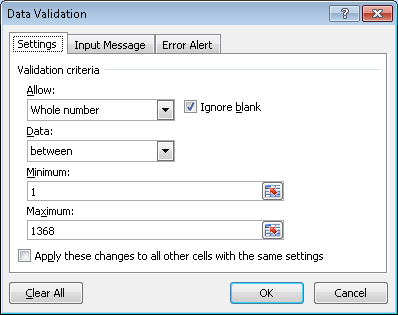 Data Validation
Settings Input Message Error Alert
Validation criteria
Allow:
Whole number Ignore blank
Data:
between
Minimum:
1
Maximum:
1368
Apply these changes to all other cells with the same settings
Clear All OK Cancel